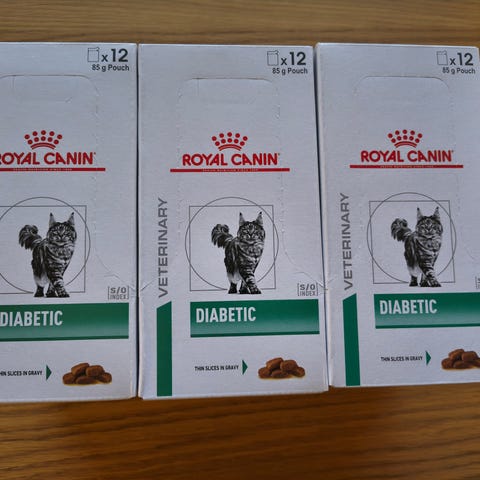 x 12
85 g Pouch
ROYAL CANIN
S/O
INDEX
DIABETIC
THIN SLICES IN GRAVY
x 12
85 g Pouch
ROYAL CANIN
VETERINARY
S/O
INDEX
DIABETIC
THIN SLICES IN GRAVY
x 12
85 g Pouch
ROYAL CANIN
VETERINARY
S/O
INDEX
DIABETIC
THIN SLICES IN GRAVY